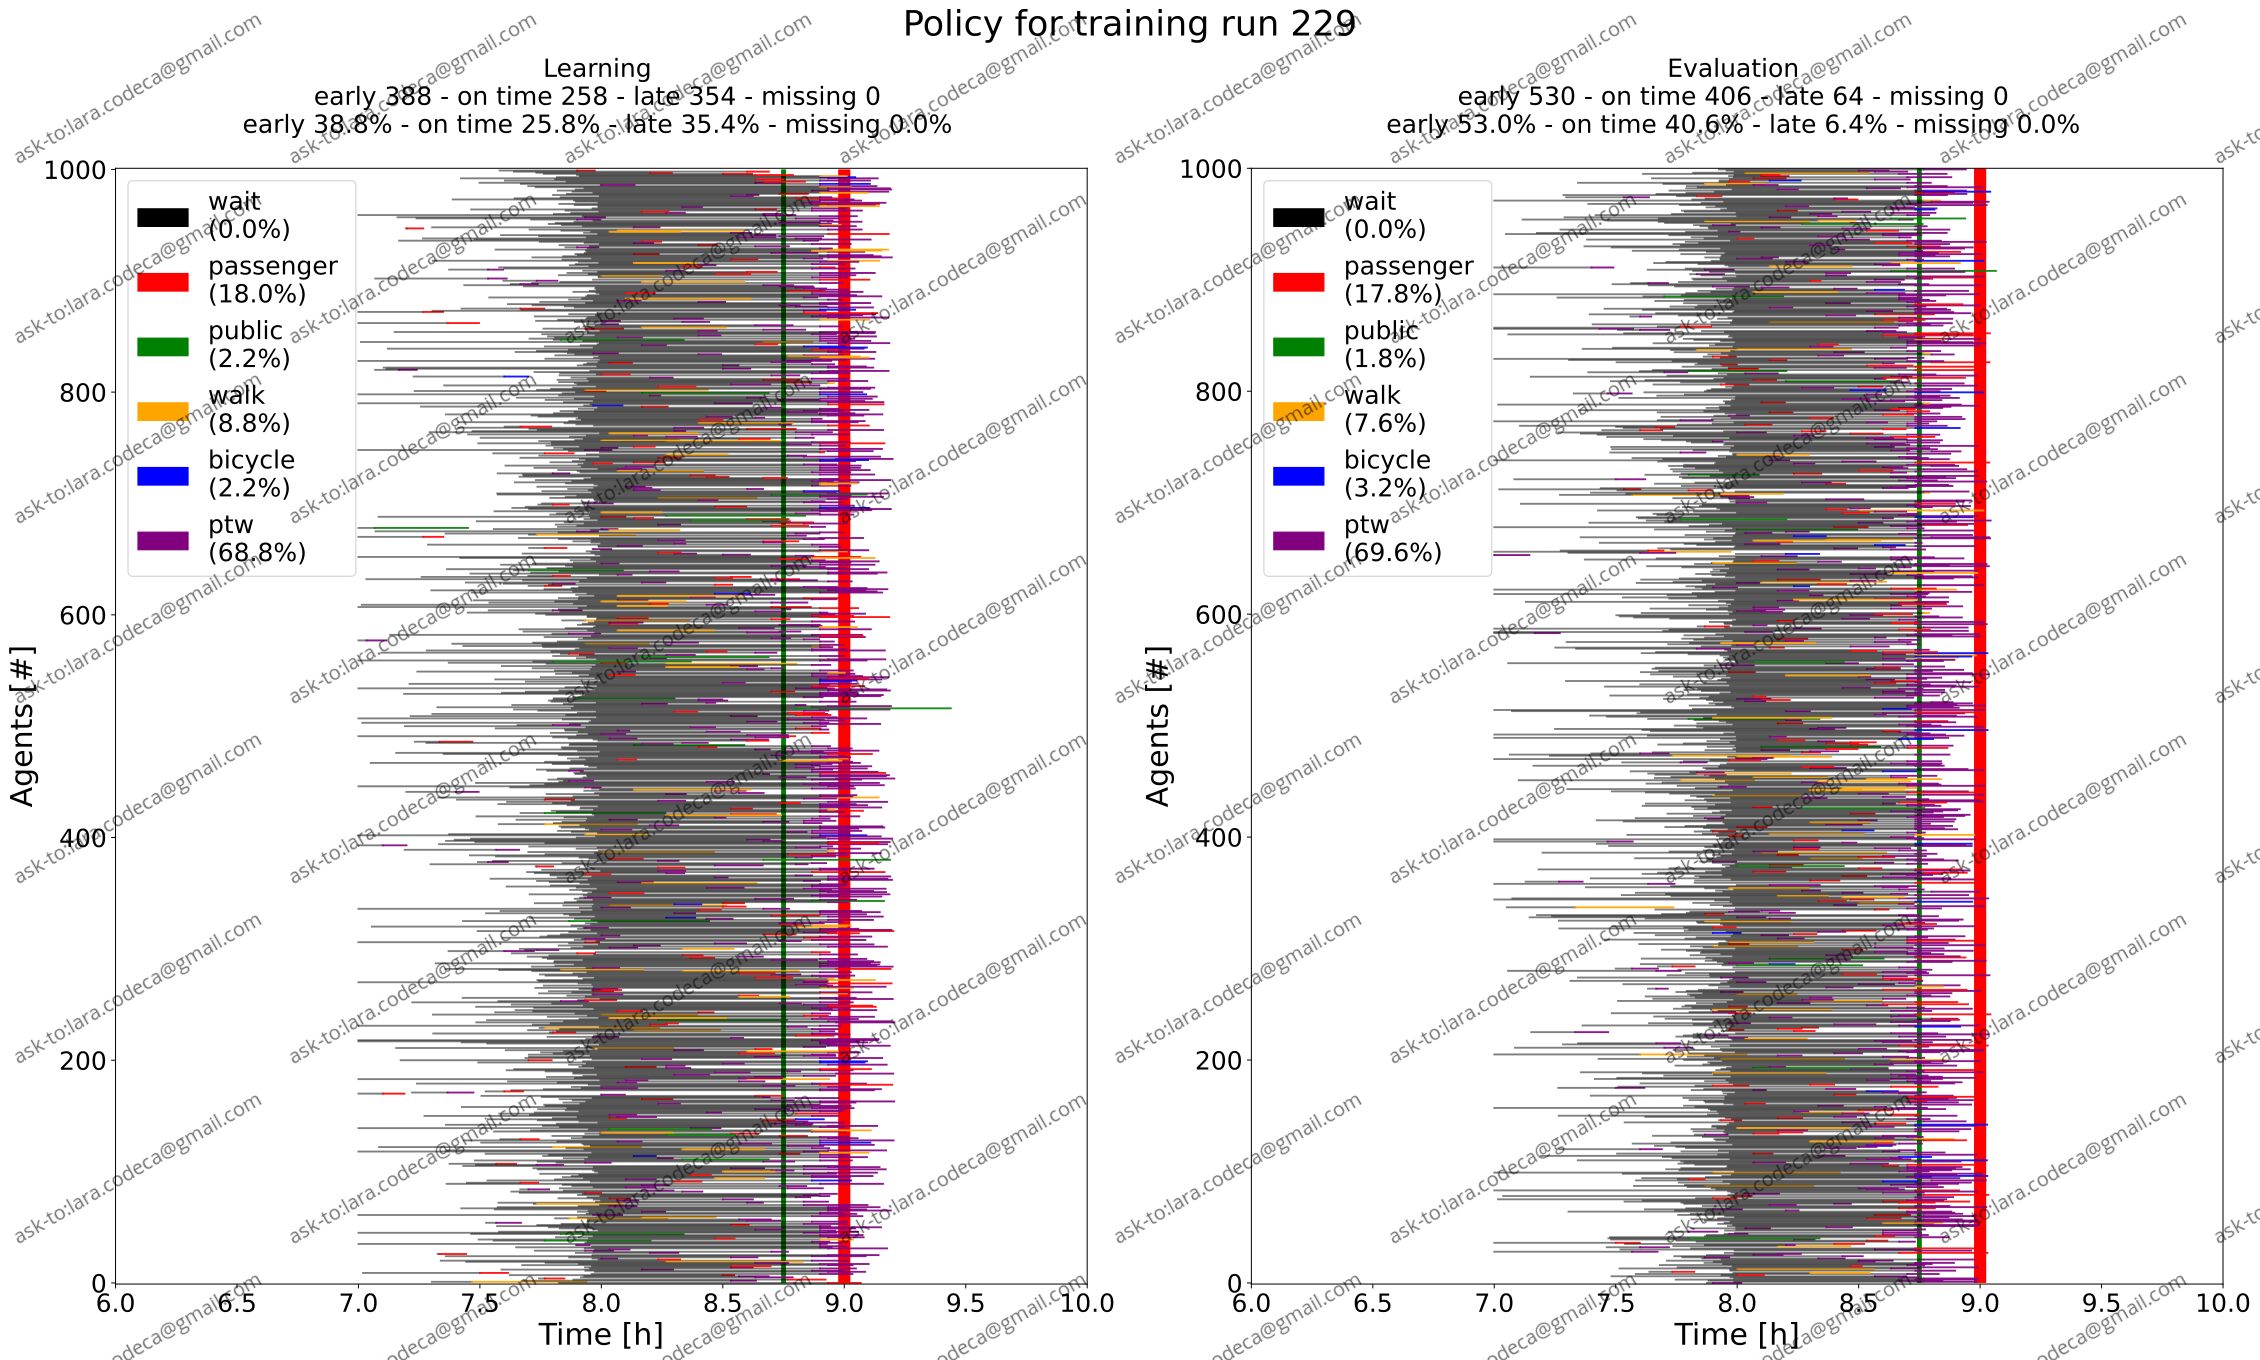 Policy for training run 229
Learning
early 388 - on time 258 - late 354 - missing 0
early 38.8% - on time 25.8% - late 35.4% - missing 0.0%
1000
800
600
400
200
0
Agents [#]
wait
(0.0%)
passenger
(18.0%)
public
(2.2%)
walk
(8.8%)
bicycle
(2.2%)
ptw
(68.8%)
6.0 6.5 7.0 7.5 8.0 8.5 9.0 9.5 10.0
Time [h]
Evaluation
early 530 - on time 406 - late 64 - missing 0
early 53.0% - on time 40.6% - late 6.4% - missing 0.0%
1000
800
600
400
200
0
Agents [#]
wait
(0.0%)
passenger
(17.8%)
public
(1.8%)
walk
(7.6%)
bicycle
(3.2%)
ptw
(69.6%)
6.0 6.5 7.0 7.5 8.0 8.5 9.0 9.5 10.0
Time [h]
ask-to:lara.codeca@gmail.com